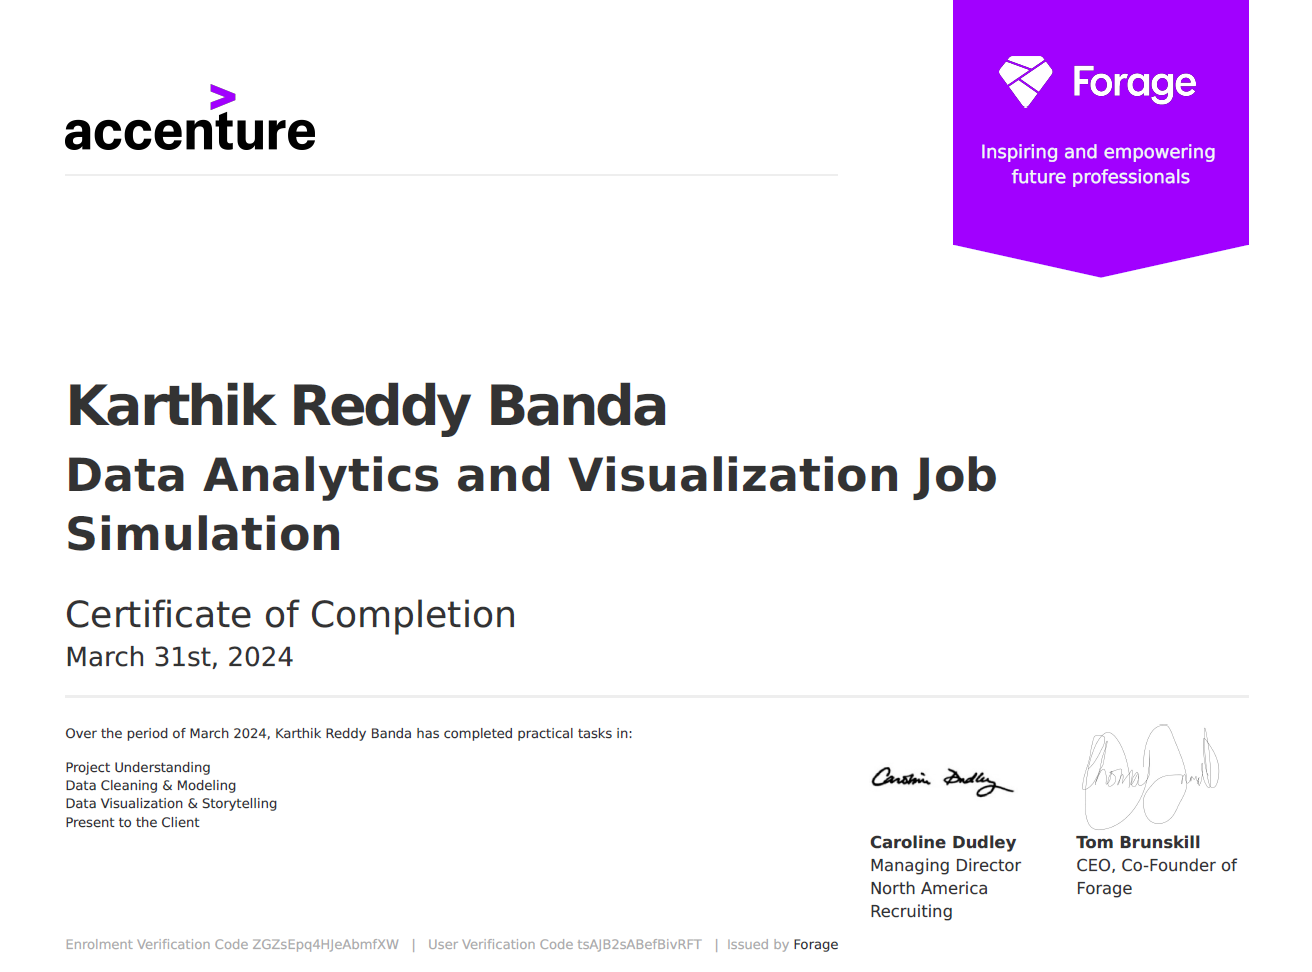 accenture
Forage
Inspiring and empowering
future professionals
Karthik Reddy Banda
Data Analytics and Visualization Job
Simulation
Certificate of Completion
March 31st, 2024
Over the period of March 2024, Karthik Reddy Banda has completed practical tasks in:
Project Understanding
Data Cleaning & Modeling
Data Visualization & Storytelling
Present to the Client
Caroline Dudley
Caroline Dudley
Managing Director
North America
Recruiting
Thomas Brunskill
Tom Brunskill
CEO, Co-Founder of
Forage
Enrolment Verification Code ZGZsEpq4HJeAbmfXW | User Verification Code tsAJB2sABefBivRFT | Issued by Forage